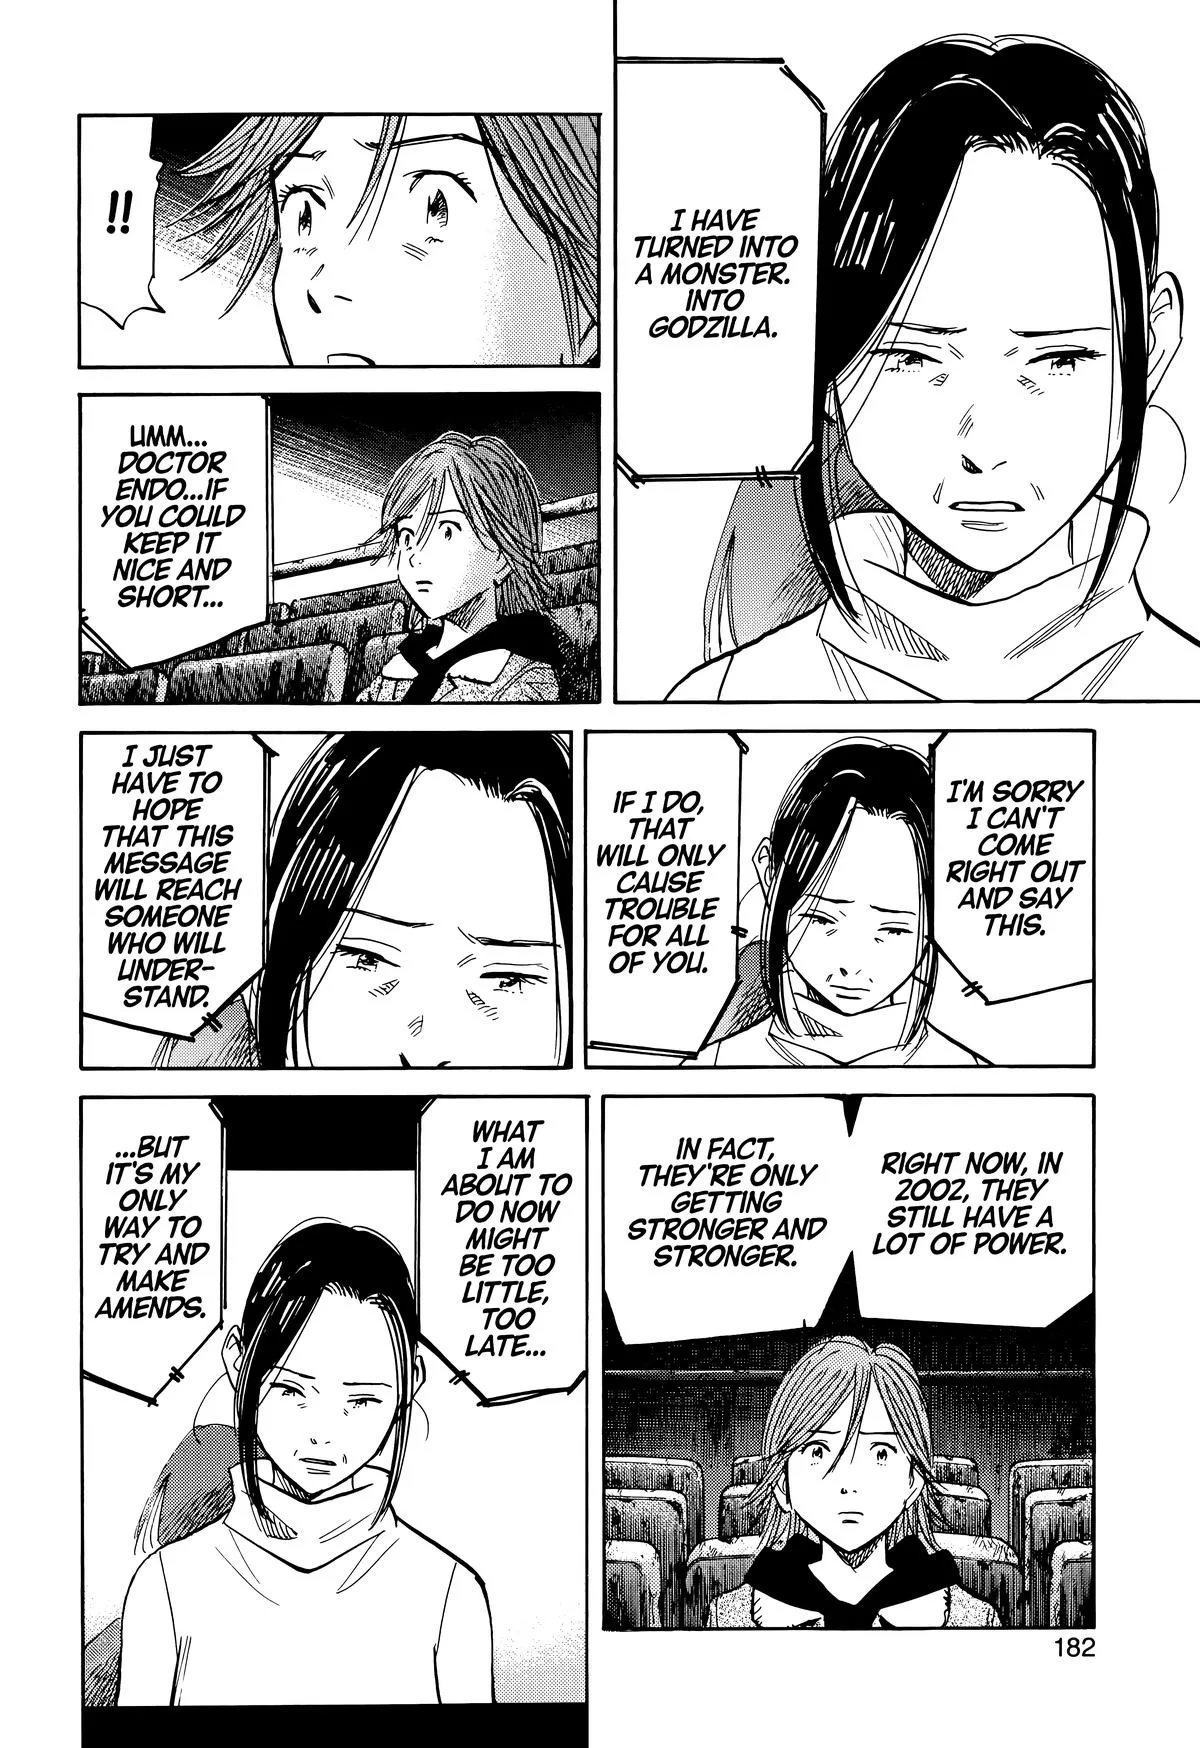 I HAVE
TURNED INTO
A MONSTER.
INTO
GODZILLA.
!!
UMM...
DOCTOR
ENDO...IF
YOU COULD
KEEP IT
NICE AND
SHORT...
I'M SORRY
I CAN'T
COME
RIGHT OUT
AND SAY
THIS.
IF I DO,
THAT
WILL ONLY
CAUSE
TROUBLE
FOR ALL
OF YOU.
I JUST
HAVE TO
HOPE
THAT THIS
MESSAGE
WILL REACH
SOMEONE
WHO WILL
UNDER-
STAND.
RIGHT NOW, IN
2002, THEY
STILL HAVE A
LOT OF POWER.
IN FACT,
THEY'RE ONLY
GETTING
STRONGER AND
STRONGER.
WHAT
I AM
ABOUT TO
DO NOW
MIGHT
BE TOO
LITTLE,
TOO
LATE...
...BUT
IT'S MY
ONLY
WAY TO
TRY AND
MAKE
AMENDS.
182